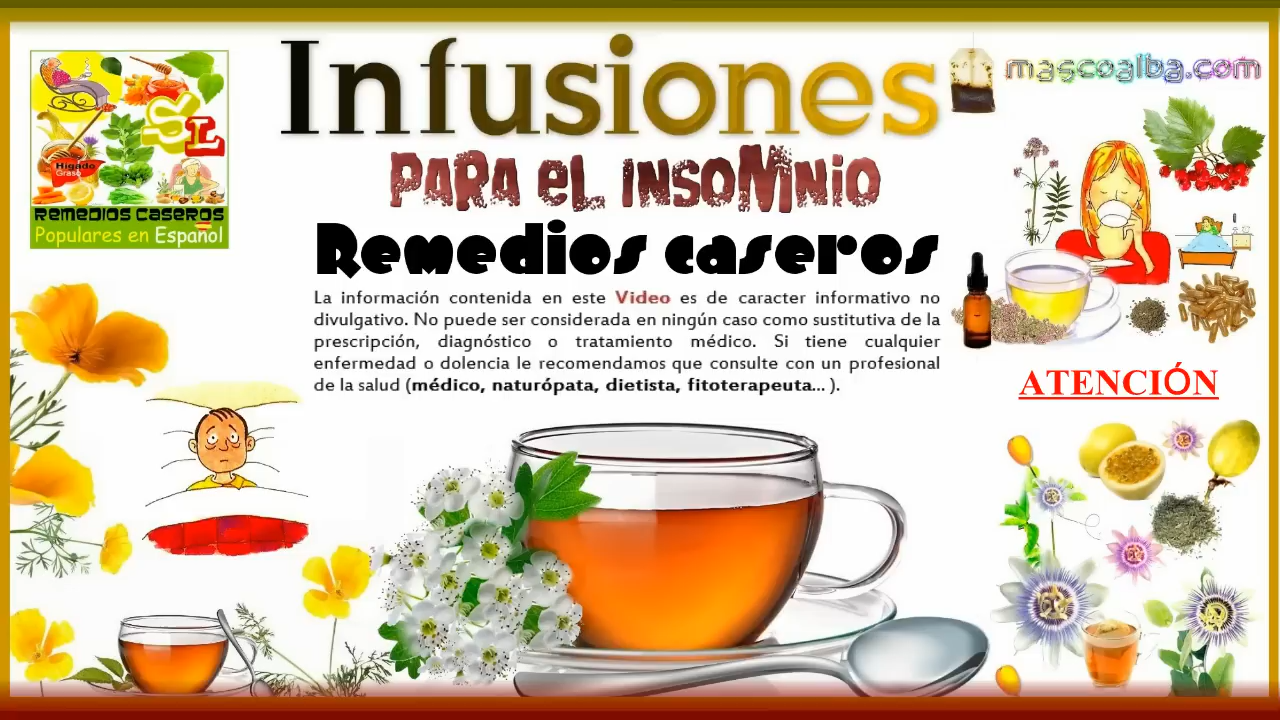 Infusiones
mascoalba.com
PARA EL INSOMNIO
Remedios caseros
La información contenida en este Video es de caracter informativo no
divulgativo. No puede ser considerada en ningún caso como sustitutiva de la
prescripción, diagnóstico o tratamiento médico. Si tiene cualquier
enfermedad o dolencia le recomendamos que consulte con un profesional
de la salud (médico, naturópata, dietista, fitoterapeuta... ).
SL
Higado
Graso
REMEDIOS CASEROS
Populares en Español
ATENCIÓN